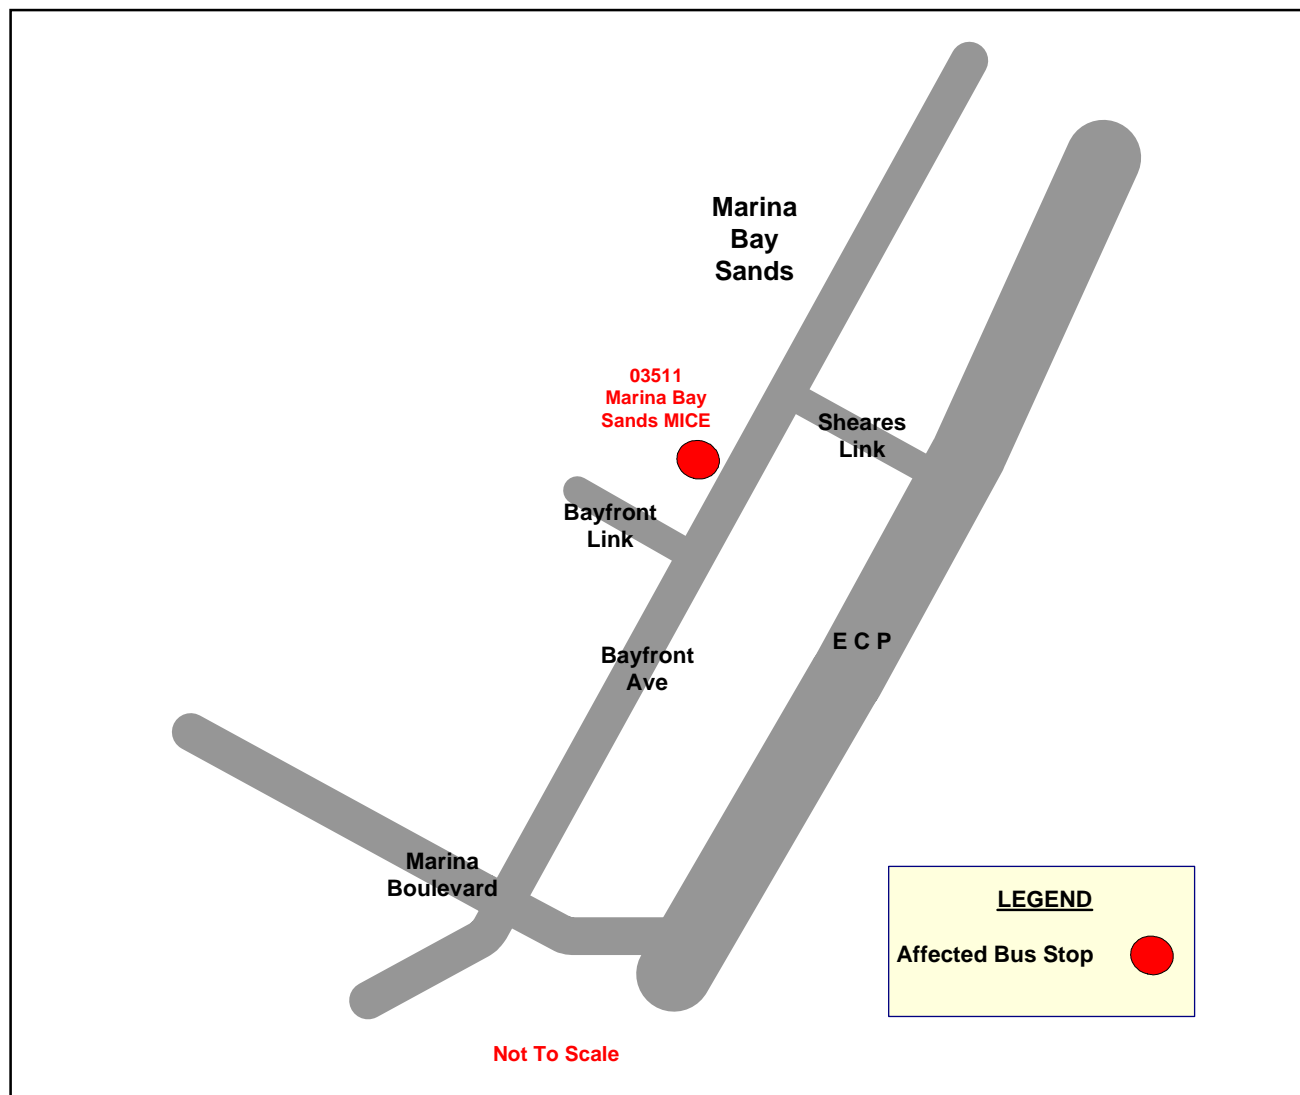 Marina
Bay
Sands
03511
Marina Bay
Sands MICE
Sheares
Link
Bayfront
Link
E C P
Bayfront
Ave
Marina
Boulevard
LEGEND
Affected Bus Stop
Not To Scale